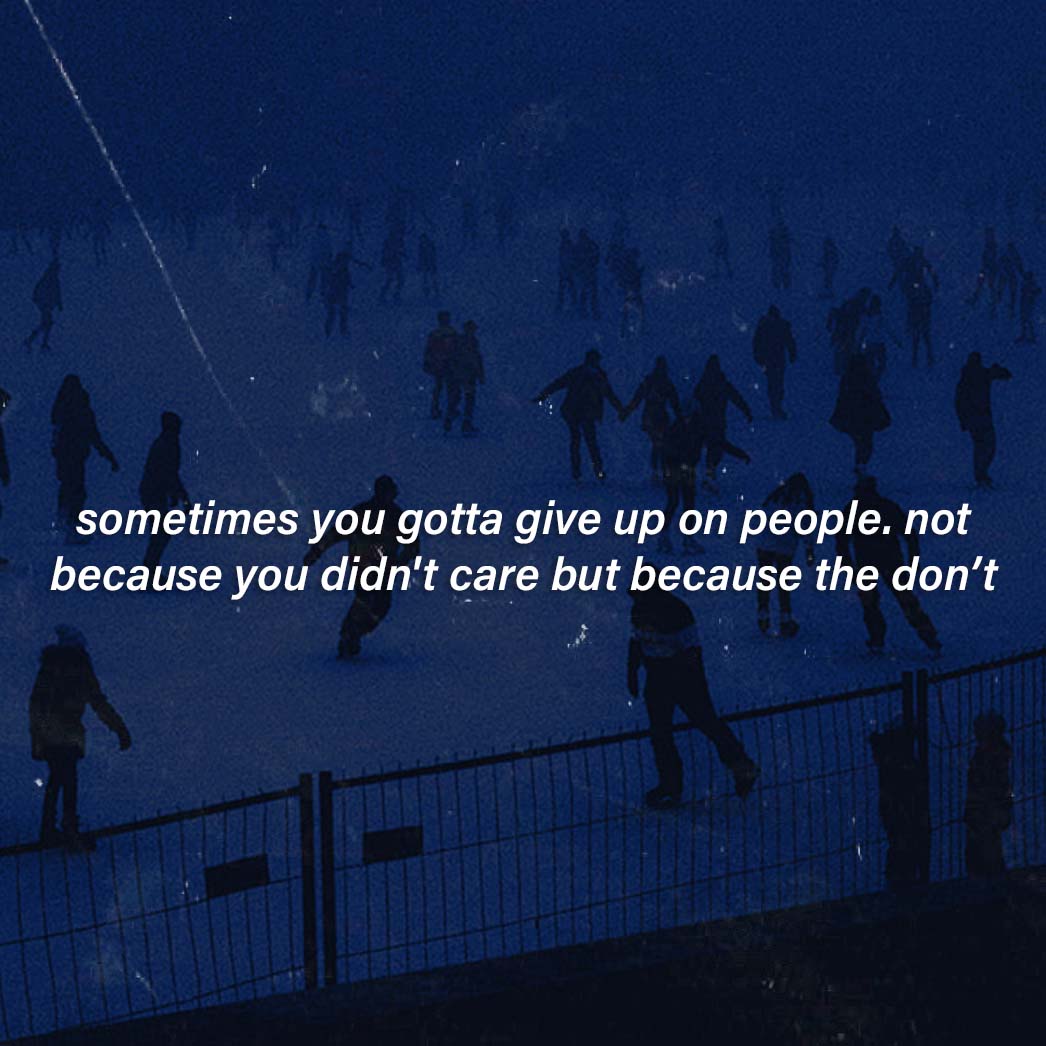 sometimes you gotta give up on people. not
because you didn't care but because the don’t